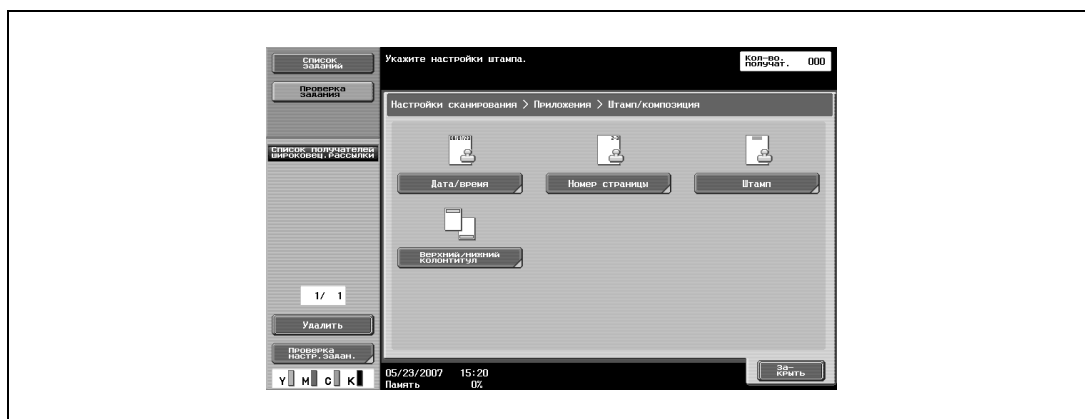 Список
заданий
Проверка
задания
Список получателей
широковещ.рассылки
1/ 1
Удалить
Проверка
настр.задан.
Y M C K
Укажите настройки штампа.
Кол-во.
получат. 000
Настройки сканирования > Приложения > Штамп/композиция
Дата/время
Номер страницы
Штамп
Верхний/нижний
колонтитул
05/23/2007 15:20
Память 0%
За-
крыть